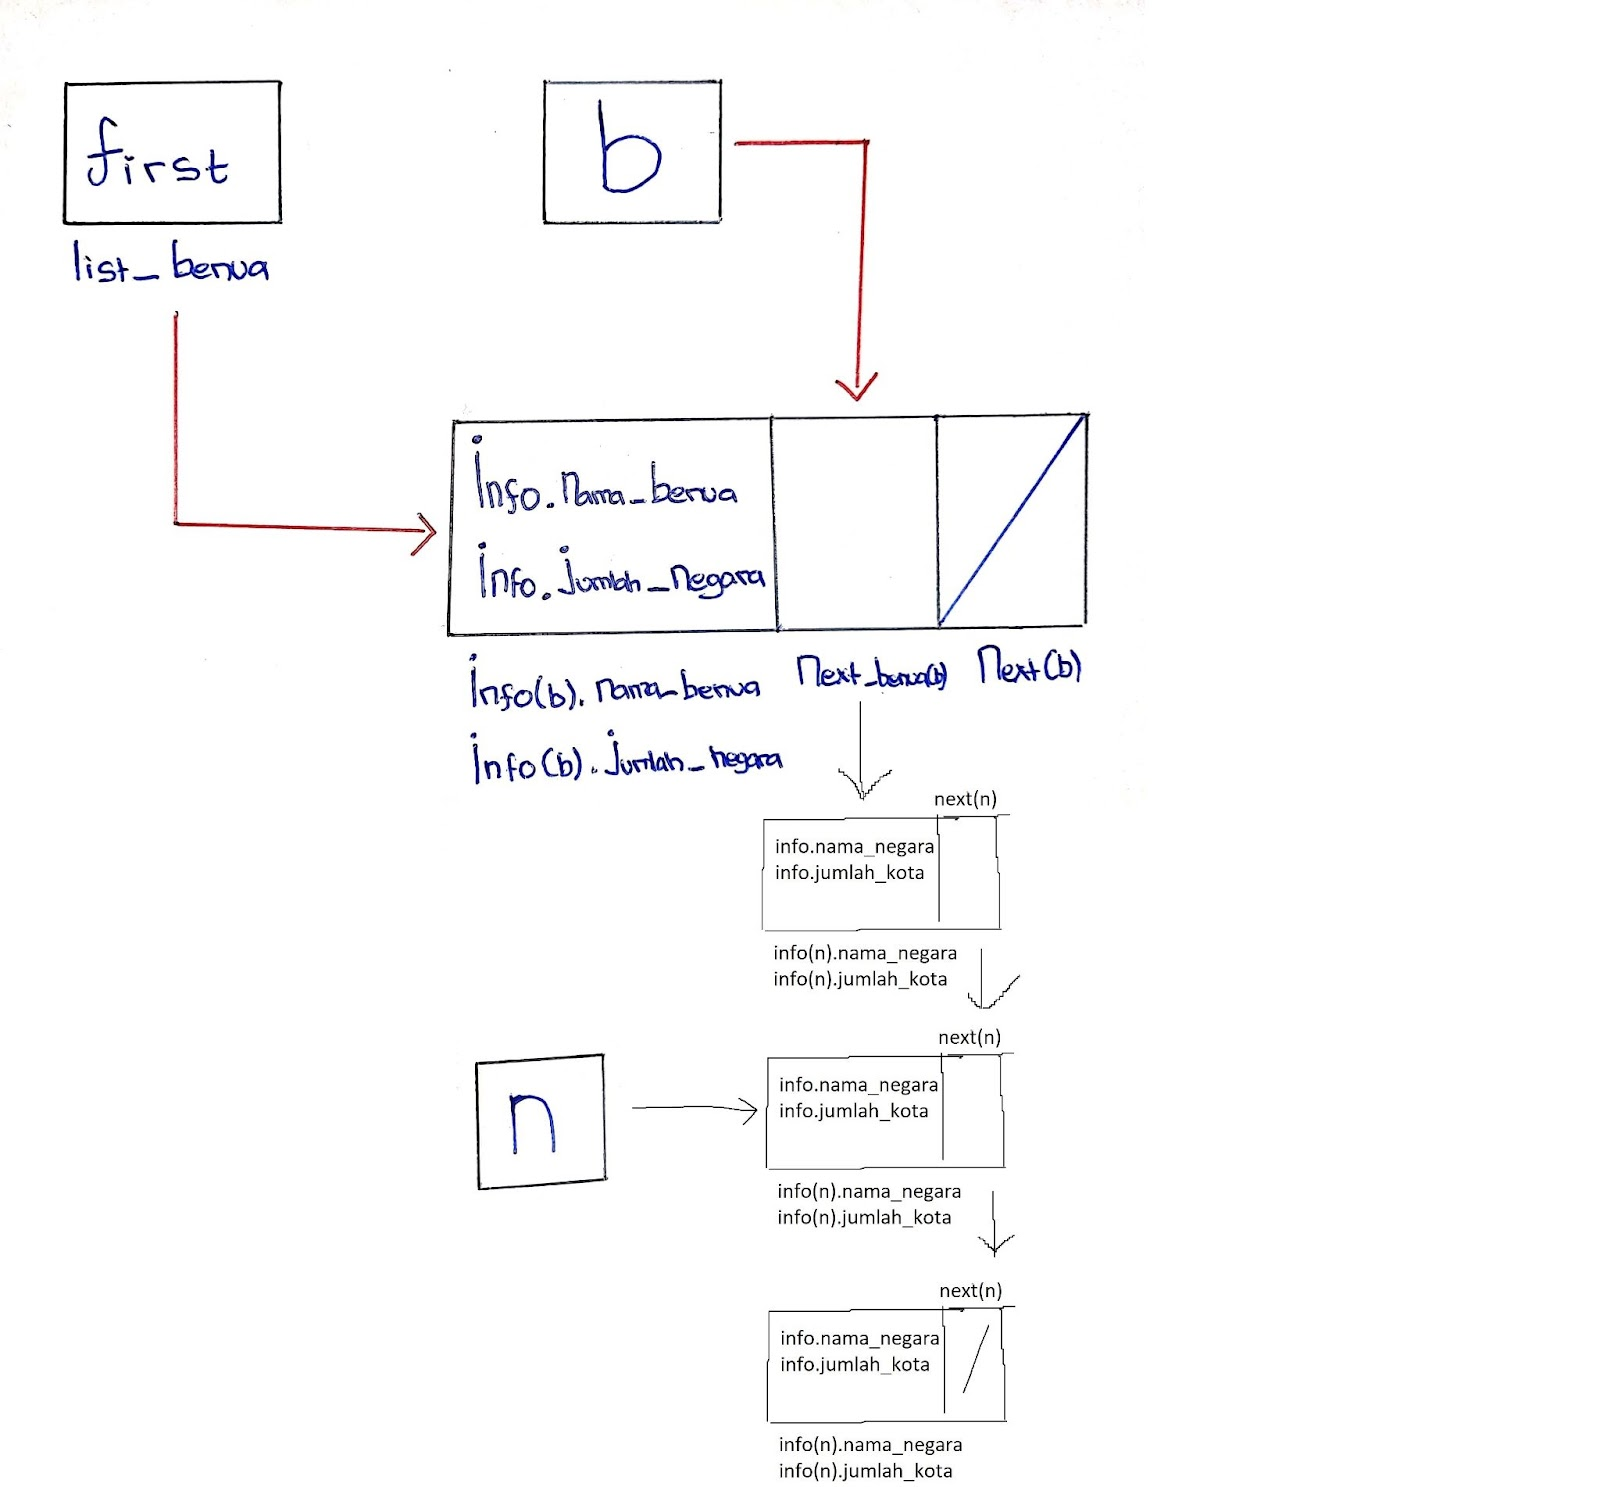 first
b
list_benua
info.nama_benua
info.jumlah_negara
info(b).nama_benua
next_benua(b)
next(b)
info(b).jumlah_negara
next(n)
info.nama_negara
info.jumlah_kota
info(n).nama_negara
info(n).jumlah_kota
next(n)
n
info.nama_negara
info.jumlah_kota
info(n).nama_negara
info(n).jumlah_kota
next(n)
info.nama_negara
info.jumlah_kota
info(n).nama_negara
info(n).jumlah_kota